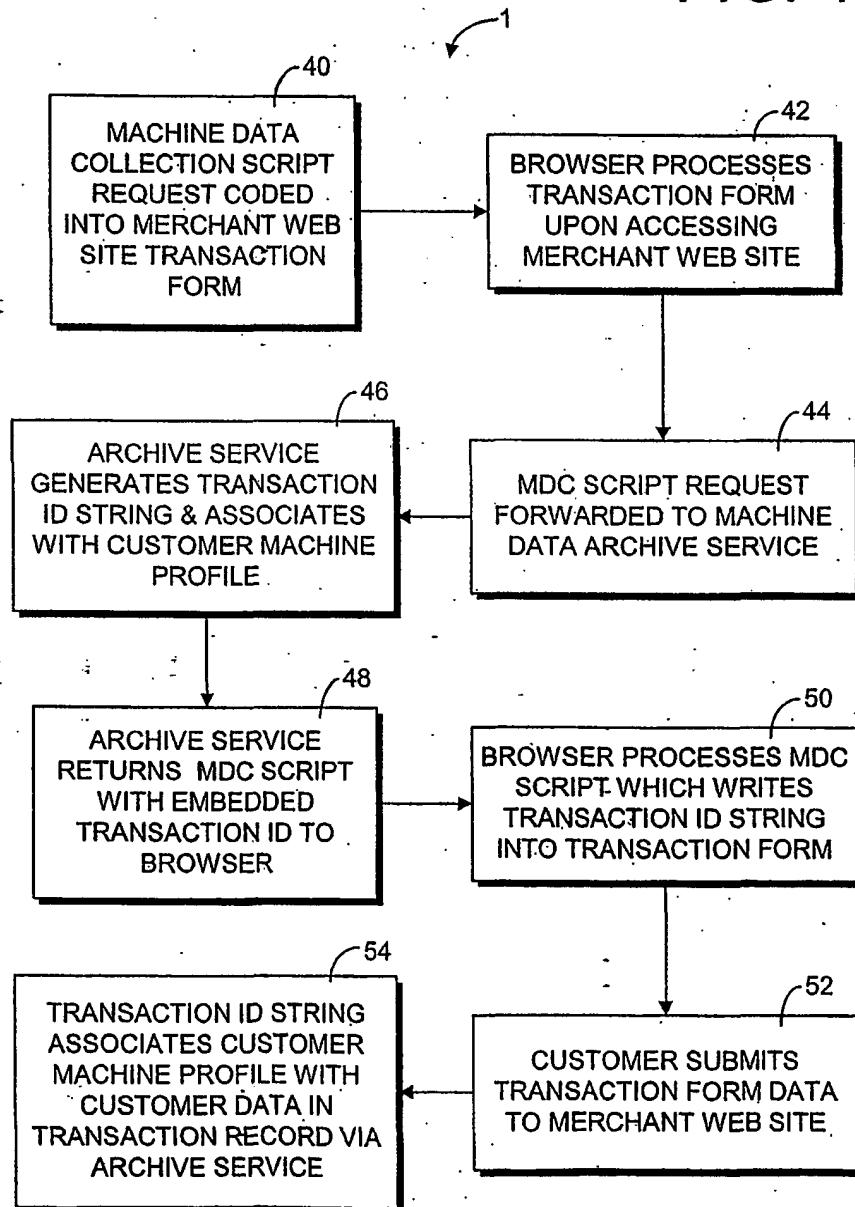 1
40
MACHINE DATA
COLLECTION SCRIPT
REQUEST CODED
INTO MERCHANT WEB
SITE TRANSACTION
FORM
42
BROWSER PROCESSES
TRANSACTION FORM
UPON ACCESSING
MERCHANT WEB SITE
44
MDC SCRIPT REQUEST
FORWARDED TO MACHINE
DATA ARCHIVE SERVICE
46
ARCHIVE SERVICE
GENERATES TRANSACTION
ID STRING & ASSOCIATES
WITH CUSTOMER MACHINE
PROFILE
48
ARCHIVE SERVICE
RETURNS MDC SCRIPT
WITH EMBEDDED
TRANSACTION ID TO
BROWSER
50
BROWSER PROCESSES MDC
SCRIPT WHICH WRITES
TRANSACTION ID STRING
INTO TRANSACTION FORM
52
CUSTOMER SUBMITS
TRANSACTION FORM DATA
TO MERCHANT WEB SITE
54
TRANSACTION ID STRING
ASSOCIATES CUSTOMER
MACHINE PROFILE WITH
CUSTOMER DATA IN
TRANSACTION RECORD VIA
ARCHIVE SERVICE